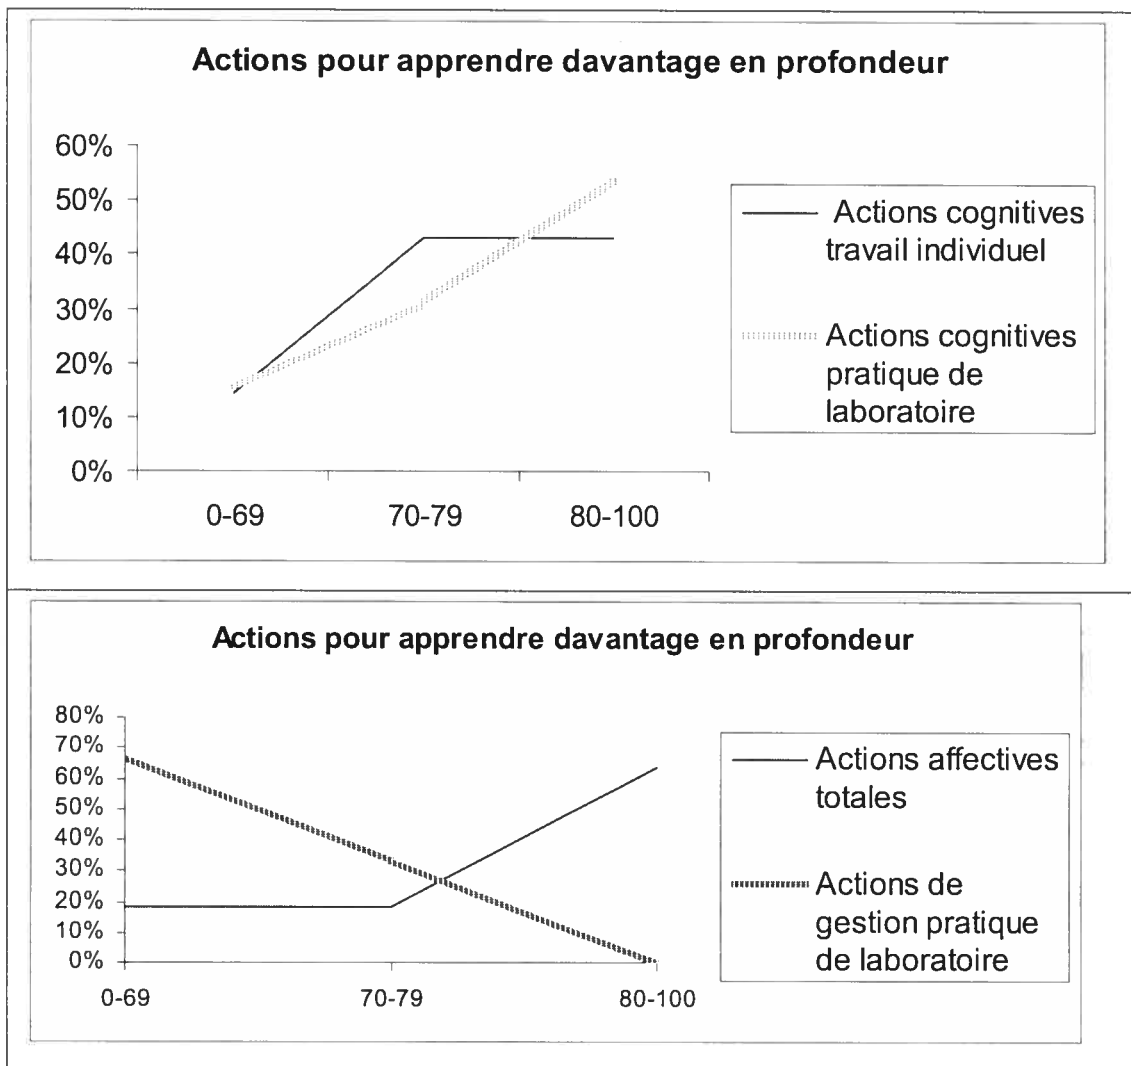 Actions pour apprendre davantage en profondeur
60%
50%
40%
30%
20%
10%
0%
0-69
70-79
80-100
Actions cognitives
travail individuel
Actions cognitives
pratique de
laboratoire
Actions pour apprendre davantage en profondeur
80%
70%
60%
50%
40%
30%
20%
10%
0%
0-69
70-79
80-100
Actions affectives
totales
Actions de
gestion pratique
de laboratoire